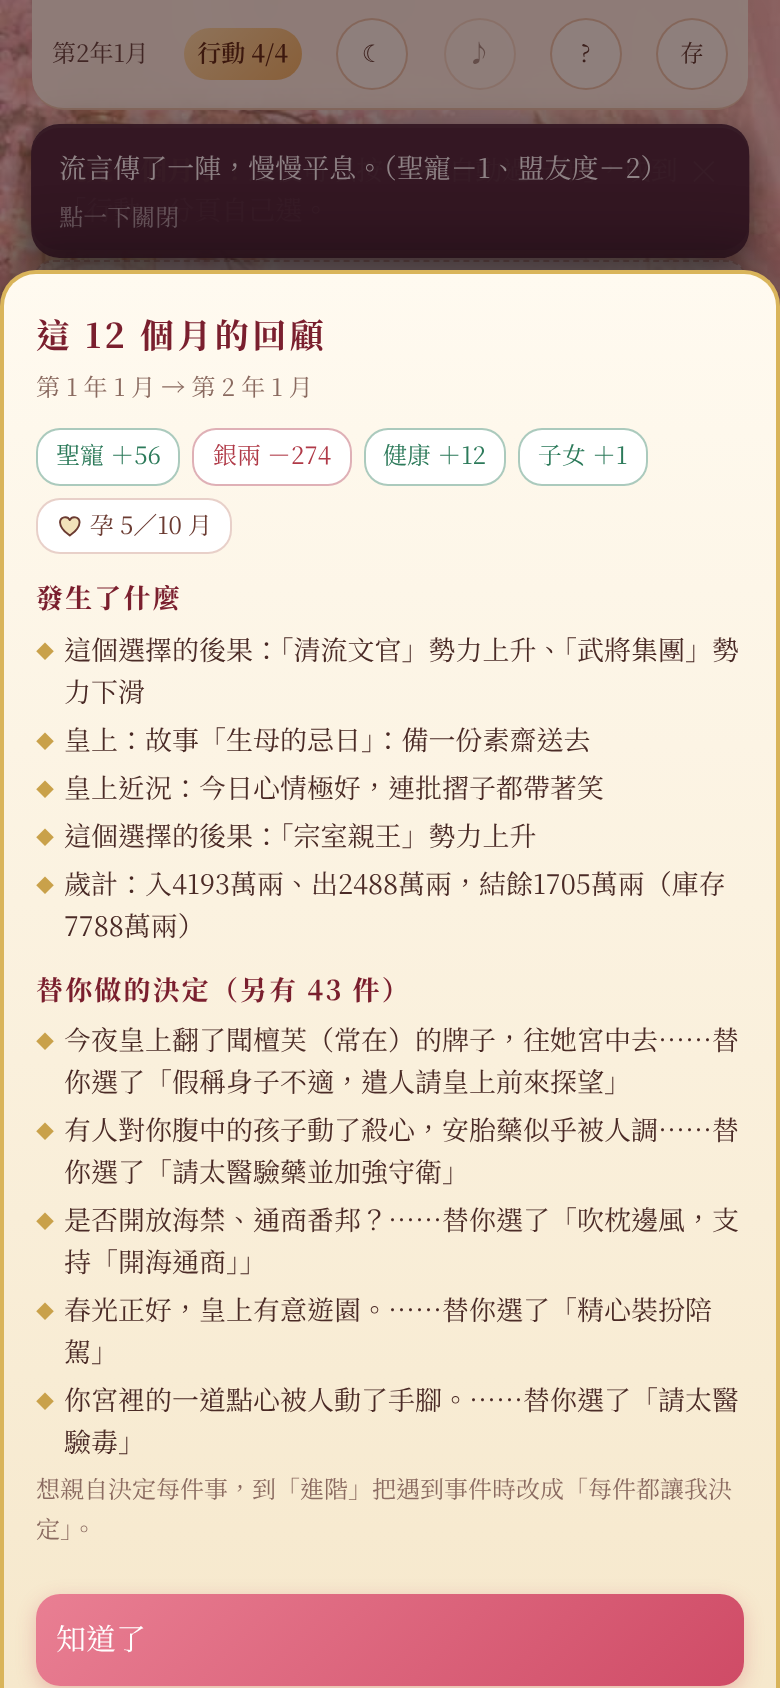 第2年1月 行動 4/4 ☾ ♪ ? 存
流言傳了一陣，慢慢平息。（聖寵－1、盟友度－2）
點一下關閉
這 12 個月的回顧
第 1 年 1 月 → 第 2 年 1 月
聖寵 ＋56 銀兩 －274 健康 ＋12 子女 ＋1
孕 5／10 月
發生了什麼
這個選擇的後果：「清流文官」勢力上升、「武將集團」勢
力下滑
皇上：故事「生母的忌日」：備一份素齋送去
皇上近況：今日心情極好，連批摺子都帶著笑
這個選擇的後果：「宗室親王」勢力上升
歲計：入4193萬兩、出2488萬兩，結餘1705萬兩（庫存
7788萬兩）
替你做的決定（另有 43 件）
今夜皇上翻了聞檀芙（常在）的牌子，往她宮中去⋯⋯替
你選了「假稱身子不適，遣人請皇上前來探望」
有人對你腹中的孩子動了殺心，安胎藥似乎被人調⋯⋯替
你選了「請太醫驗藥並加強守衛」
是否開放海禁、通商番邦？⋯⋯替你選了「吹枕邊風，支
持「開海通商」」
春光正好，皇上有意遊園。⋯⋯替你選了「精心裝扮陪
駕」
你宮裡的一道點心被人動了手腳。⋯⋯替你選了「請太醫
驗毒」
想親自決定每件事，到「進階」把遇到事件時改成「每件都讓我決
定」。
知道了